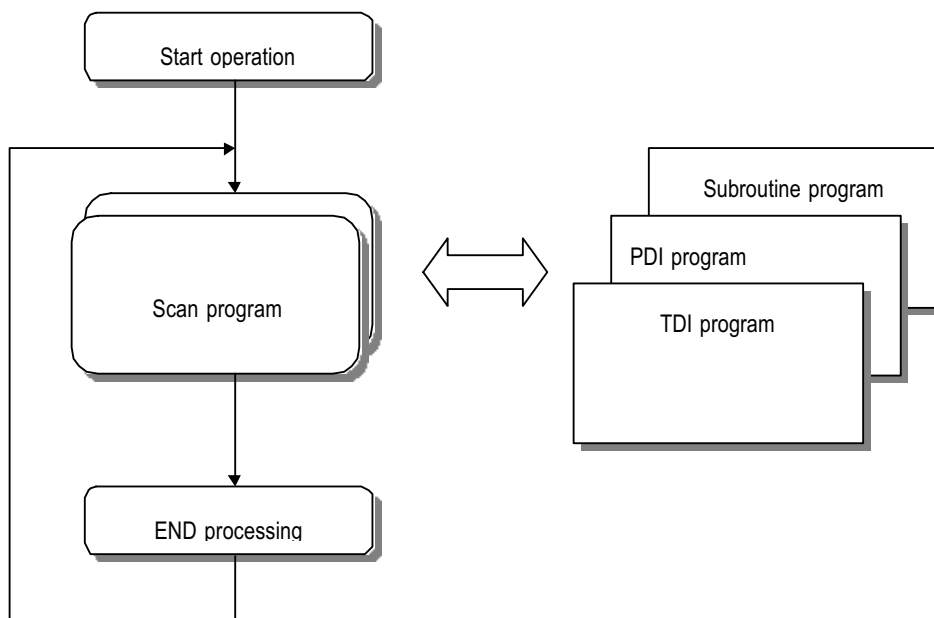 Start operation
Subroutine program
PDI program
Scan program
TDI program
END processing